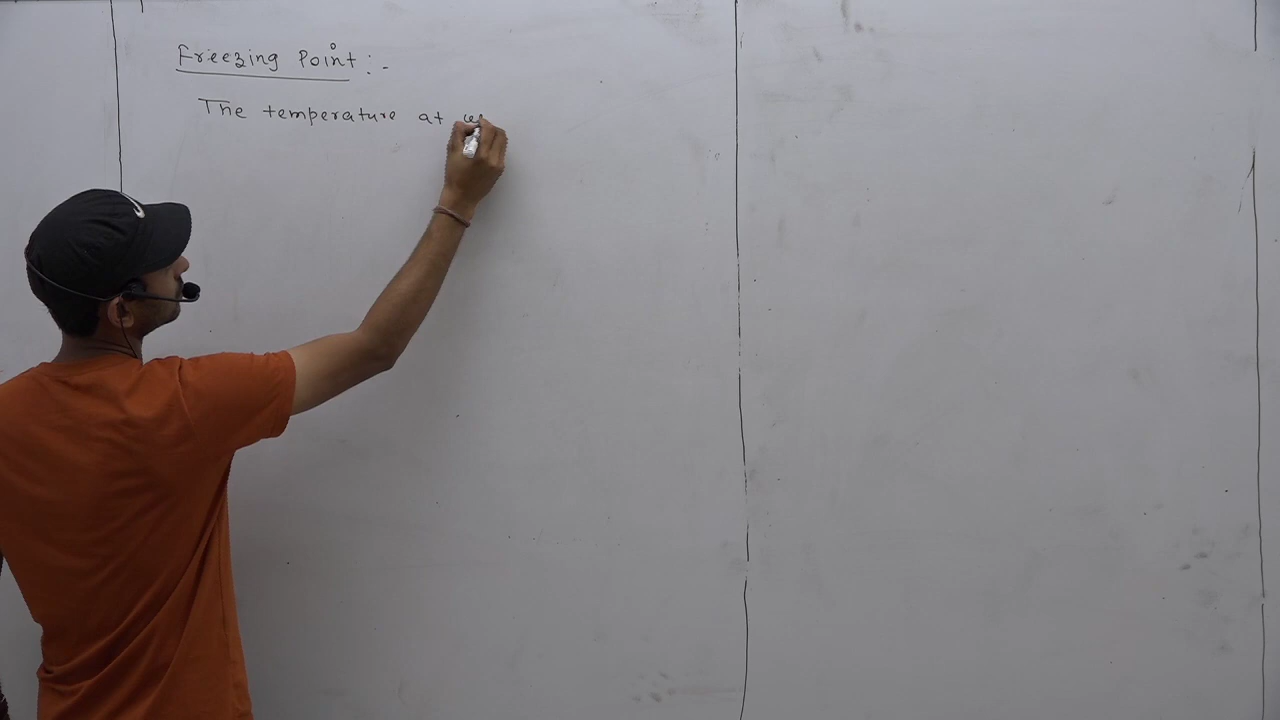 Freezing Point :-
The temperature at